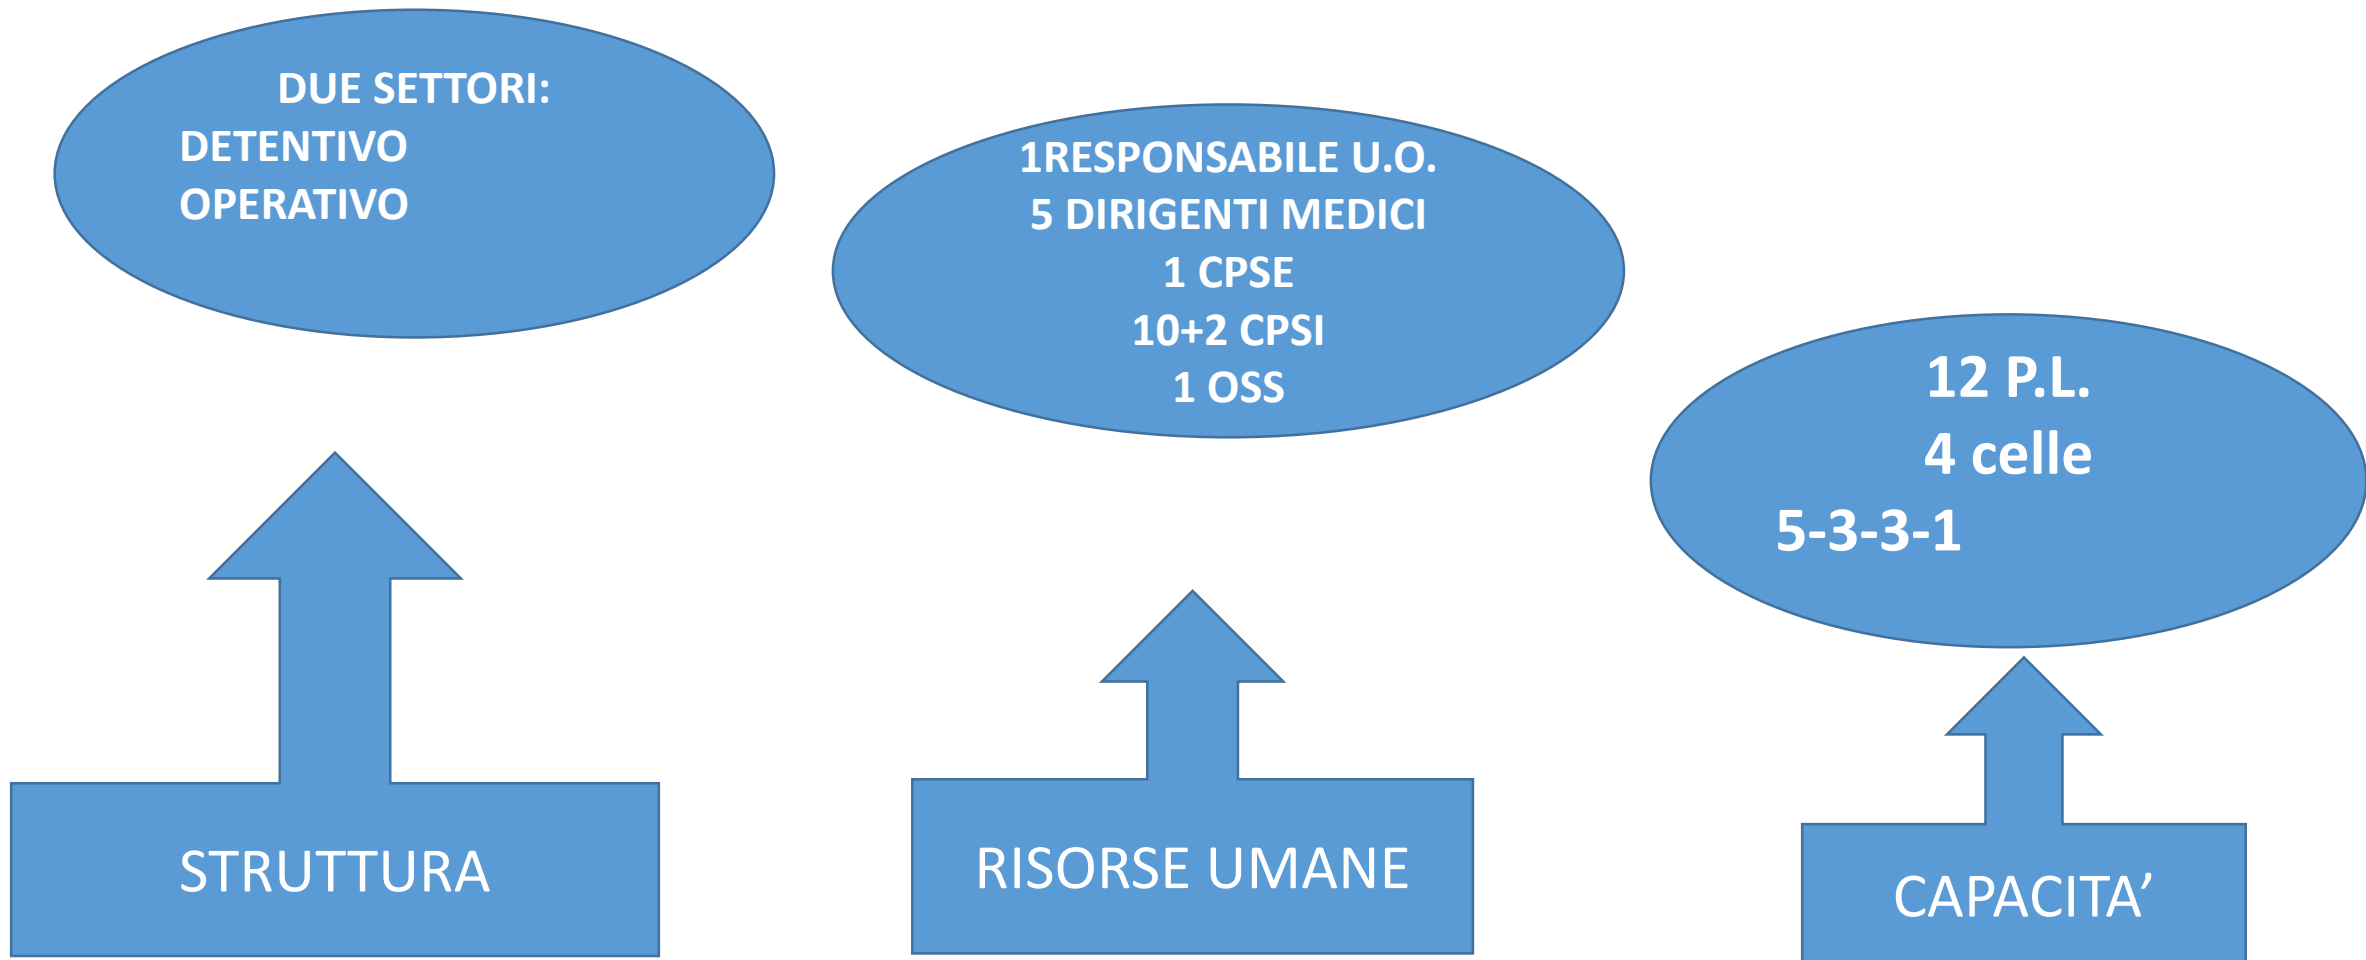 DUE SETTORI:
DETENTIVO
OPERATIVO
STRUTTURA
1RESPONSABILE U.O.
5 DIRIGENTI MEDICI
1 CPSE
10+2 CPSI
1 OSS
RISORSE UMANE
12 P.L.
4 celle
5-3-3-1
CAPACITA’